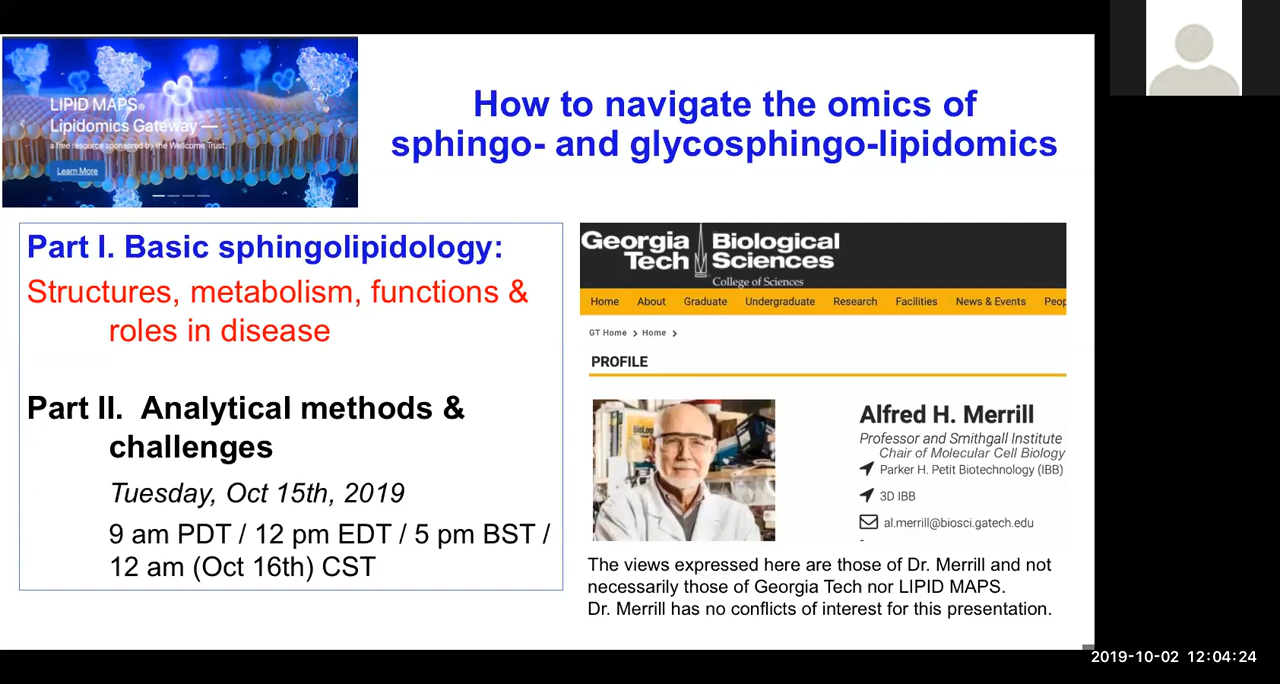 LIPID MAPS®
Lipidomics Gateway —
a free resource sponsored by the Wellcome Trust.
Learn More
How to navigate the omics of
sphingo- and glycosphingo-lipidomics
Part I. Basic sphingolipidology:
Structures, metabolism, functions &
roles in disease
Part II. Analytical methods &
challenges
Tuesday, Oct 15th, 2019
9 am PDT / 12 pm EDT / 5 pm BST /
12 am (Oct 16th) CST
Georgia Tech Biological Sciences
College of Sciences
Home About Graduate Undergraduate Research Facilities News & Events Peop
GT Home > Home >
PROFILE
Alfred H. Merrill
Professor and Smithgall Institute
Chair of Molecular Cell Biology
Parker H. Petit Biotechnology (IBB)
3D IBB
al.merrill@biosci.gatech.edu
The views expressed here are those of Dr. Merrill and not
necessarily those of Georgia Tech nor LIPID MAPS.
Dr. Merrill has no conflicts of interest for this presentation.
2019-10-02 12:04:24